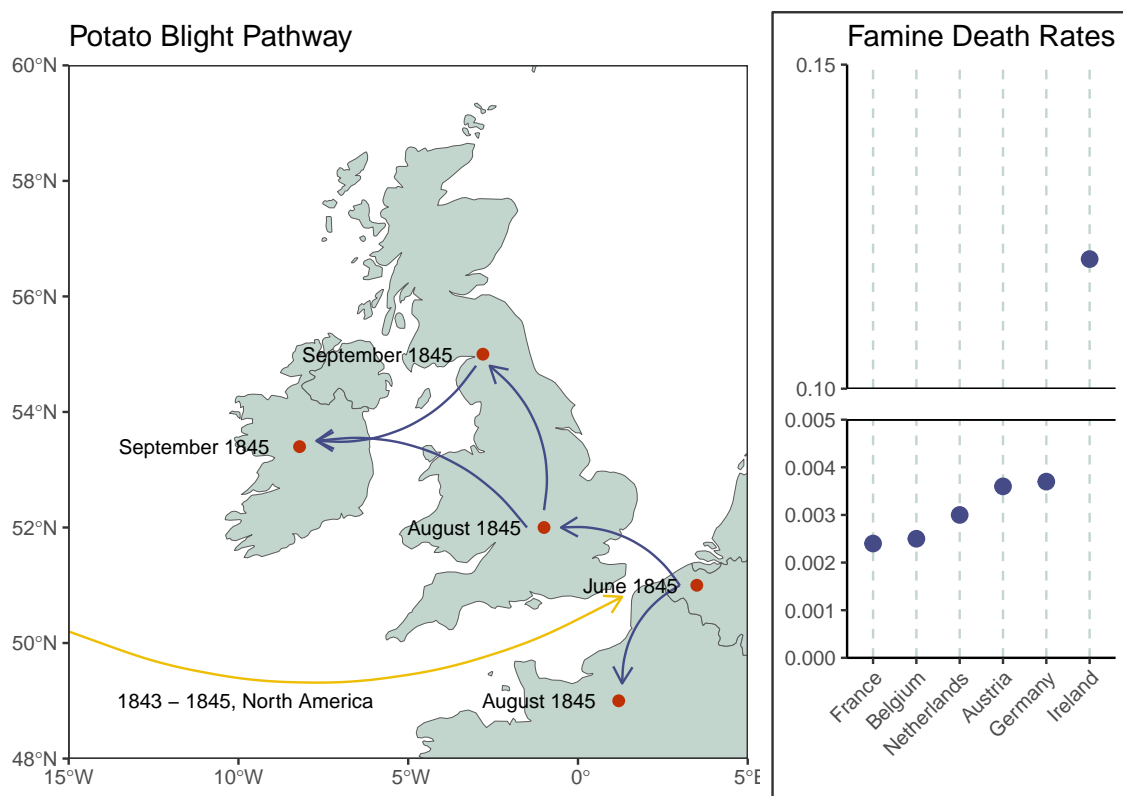 Potato Blight Pathway
60°N
58°N
56°N
54°N
52°N
50°N
48°N
15°W
10°W
5°W
0°
5°E
September 1845
September 1845
August 1845
June 1845
1843 – 1845, North America
August 1845
Famine Death Rates
0.15
0.10
0.005
0.004
0.003
0.002
0.001
0.000
France
Belgium
Netherlands
Austria
Germany
Ireland